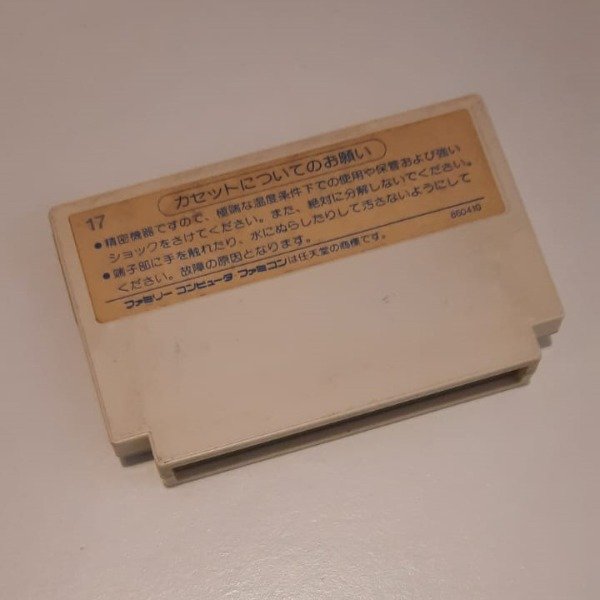 17
カセットについてのお願い
●精密機器ですので、極端な温度条件下での使用や保管および強い
ショックをさけてください。また、絶対に分解しないでください。
●端子部に手を触れたり、水にぬらしたりして汚さないようにして
ください。故障の原因となります。
850419
ファミリー コンピュータ・ファミコンは任天堂の商標です。